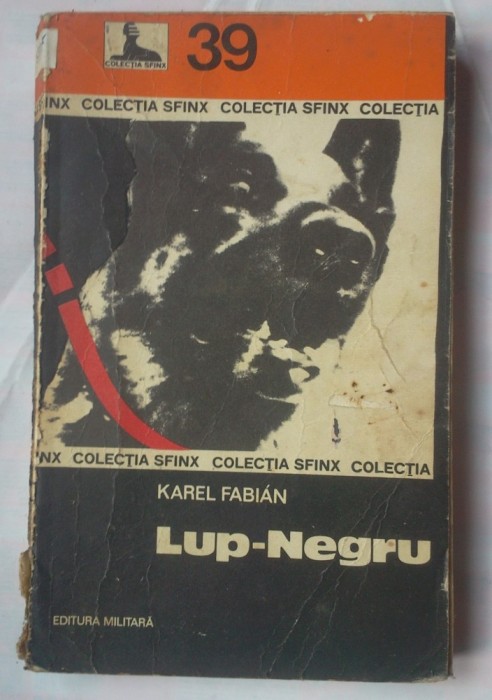 COLECȚIA SFINX
39
INX COLECȚIA SFINX COLECȚIA SFINX COLECȚIA
NX COLECȚIA SFINX COLECȚIA SFINX COLECȚIA
KAREL FABIÁN
Lup-Negru
EDITURA MILITARĂ